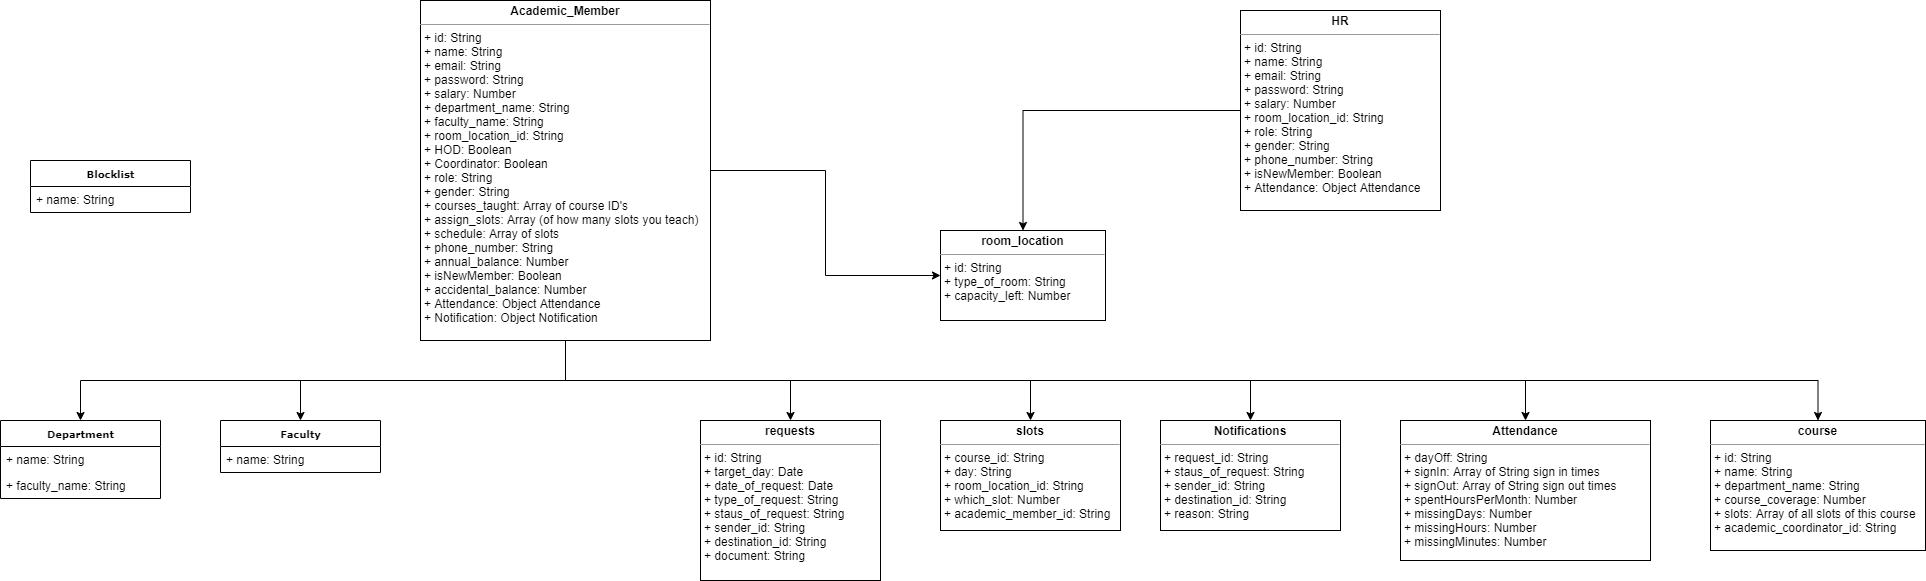 Academic_Member
+ id: String
+ name: String
+ email: String
+ password: String
+ salary: Number
+ department_name: String
+ faculty_name: String
+ room_location_id: String
+ HOD: Boolean
+ Coordinator: Boolean
+ role: String
+ gender: String
+ courses_taught: Array of course ID's
+ assign_slots: Array (of how many slots you teach)
+ schedule: Array of slots
+ phone_number: String
+ annual_balance: Number
+ isNewMember: Boolean
+ accidental_balance: Number
+ Attendance: Object Attendance
+ Notification: Object Notification
HR
+ id: String
+ name: String
+ email: String
+ password: String
+ salary: Number
+ room_location_id: String
+ role: String
+ gender: String
+ phone_number: String
+ isNewMember: Boolean
+ Attendance: Object Attendance
Blocklist
+ name: String
room_location
+ id: String
+ type_of_room: String
+ capacity_left: Number
Department
+ name: String
+ faculty_name: String
Faculty
+ name: String
requests
+ id: String
+ target_day: Date
+ date_of_request: Date
+ type_of_request: String
+ staus_of_request: String
+ sender_id: String
+ destination_id: String
+ document: String
slots
+ course_id: String
+ day: String
+ room_location_id: String
+ which_slot: Number
+ academic_member_id: String
Notifications
+ request_id: String
+ staus_of_request: String
+ sender_id: String
+ destination_id: String
+ reason: String
Attendance
+ dayOff: String
+ signIn: Array of String sign in times
+ signOut: Array of String sign out times
+ spentHoursPerMonth: Number
+ missingDays: Number
+ missingHours: Number
+ missingMinutes: Number
course
+ id: String
+ name: String
+ department_name: String
+ course_coverage: Number
+ slots: Array of all slots of this course
+ academic_coordinator_id: String